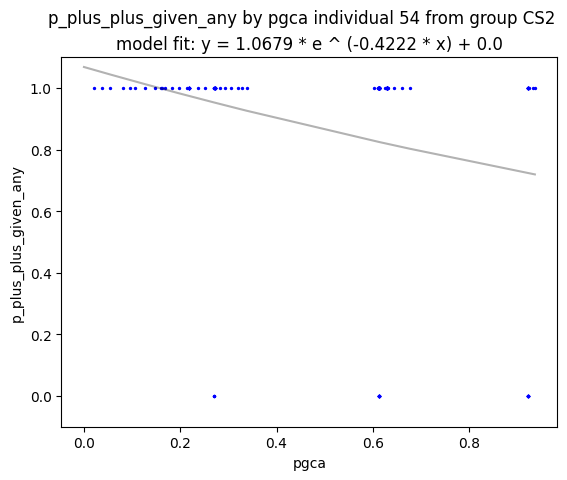 p_plus_plus_given_any by pgca individual 54 from group CS2
model fit: y = 1.0679 * e ^ (-0.4222 * x) + 0.0
p_plus_plus_given_any
1.0
0.8
0.6
0.4
0.2
0.0
0.0 0.2 0.4 0.6 0.8
pgca